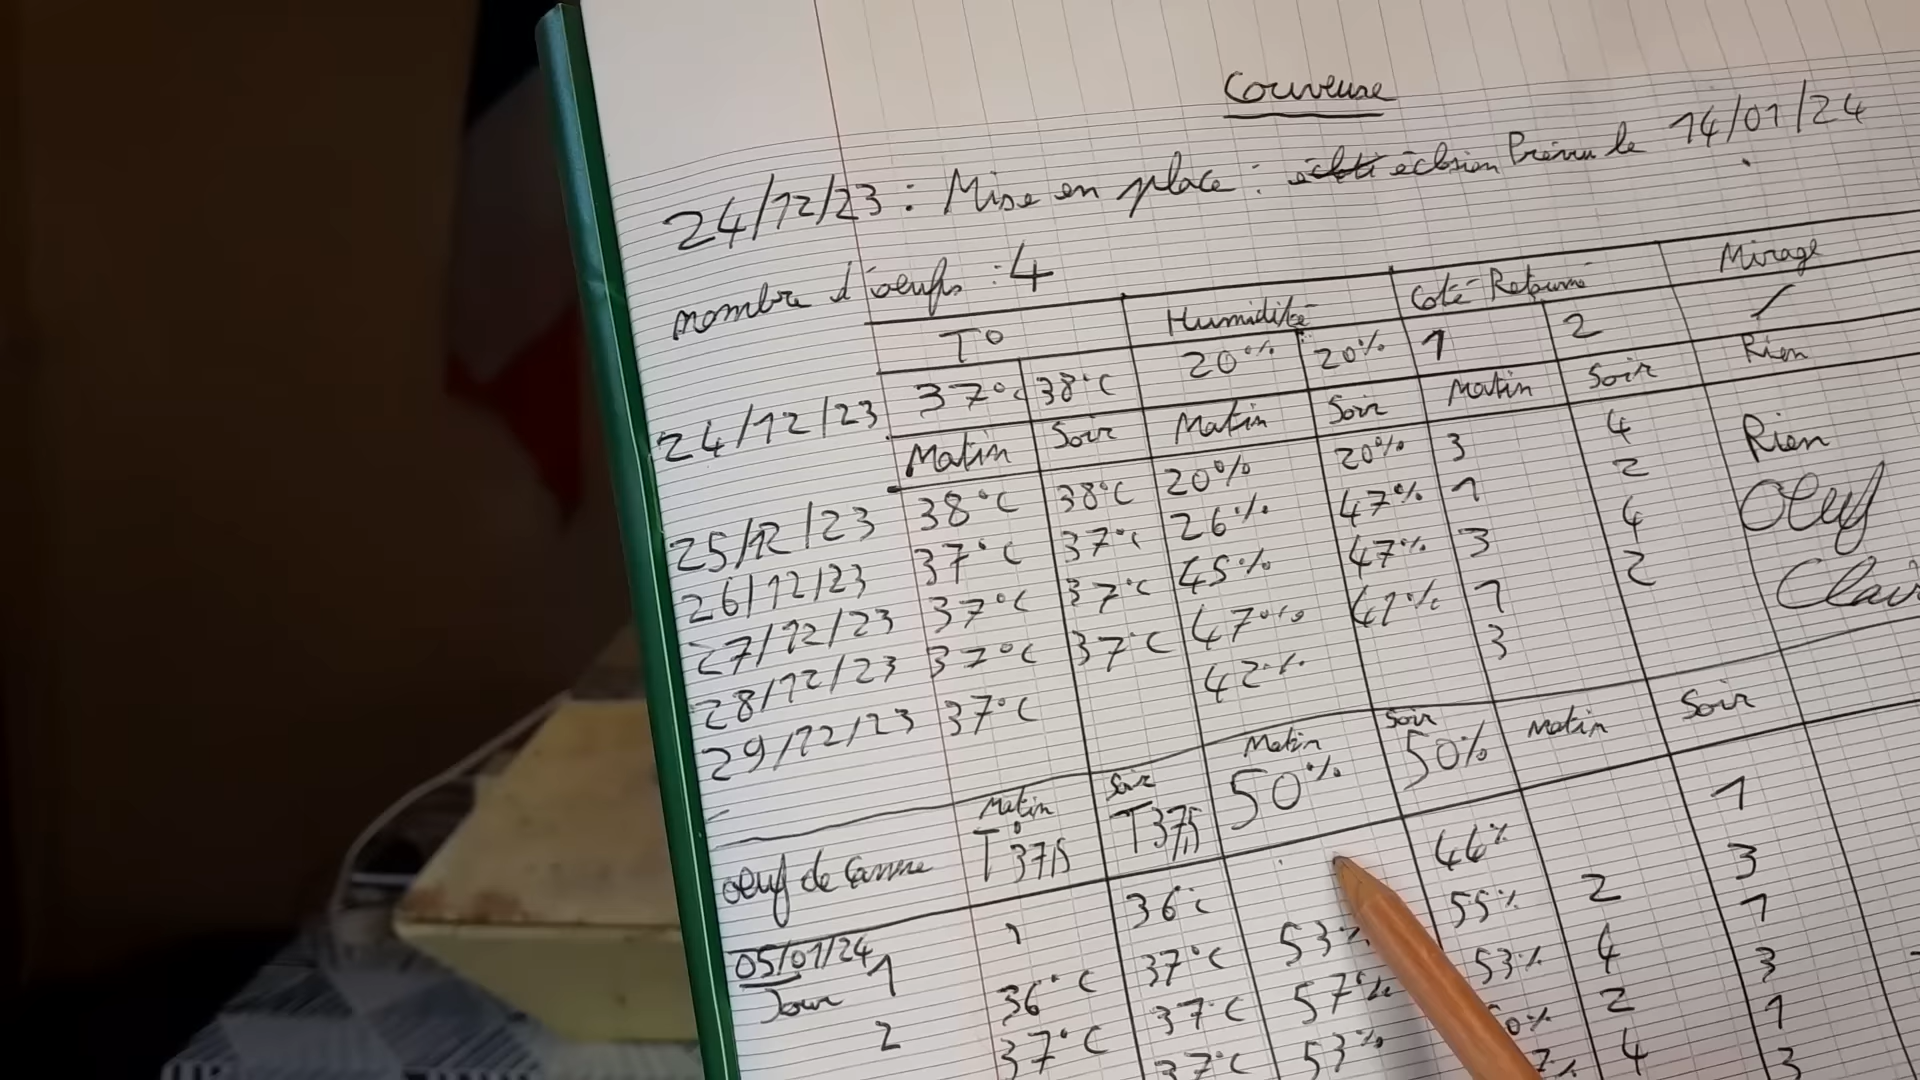 Couveuse
24/12/23 : Mise en place : éclosion Prévu le 14/01/24
nombre d'oeufs : 4
T° Humidité Coté Retourné Mirage
24/12/23 37°C 38°C 20% 20% 1 2 /
Matin Soir Matin Soir Matin Soir Rien
25/12/23 38°C 38°C 20% 20% 3 4 Rien
26/12/23 37°C 37°C 26% 47% 1 2 Oeuf
27/12/23 37°C 37°C 45% 47% 3 4 Clair
28/12/23 37°C 37°C 47% 41% 1 2
29/12/23 37°C 42% 3
Matin Soir Matin Soir Matin Soir
oeuf de Canne T° 37,5 T 37,5 50% 50%
05/01/24 36°C 44% 1
Jour 1 36°C 37°C 53% 55% 2 3
2 37°C 37°C 57% 53% 4 1
37°C 53% 2 3
4 1
3